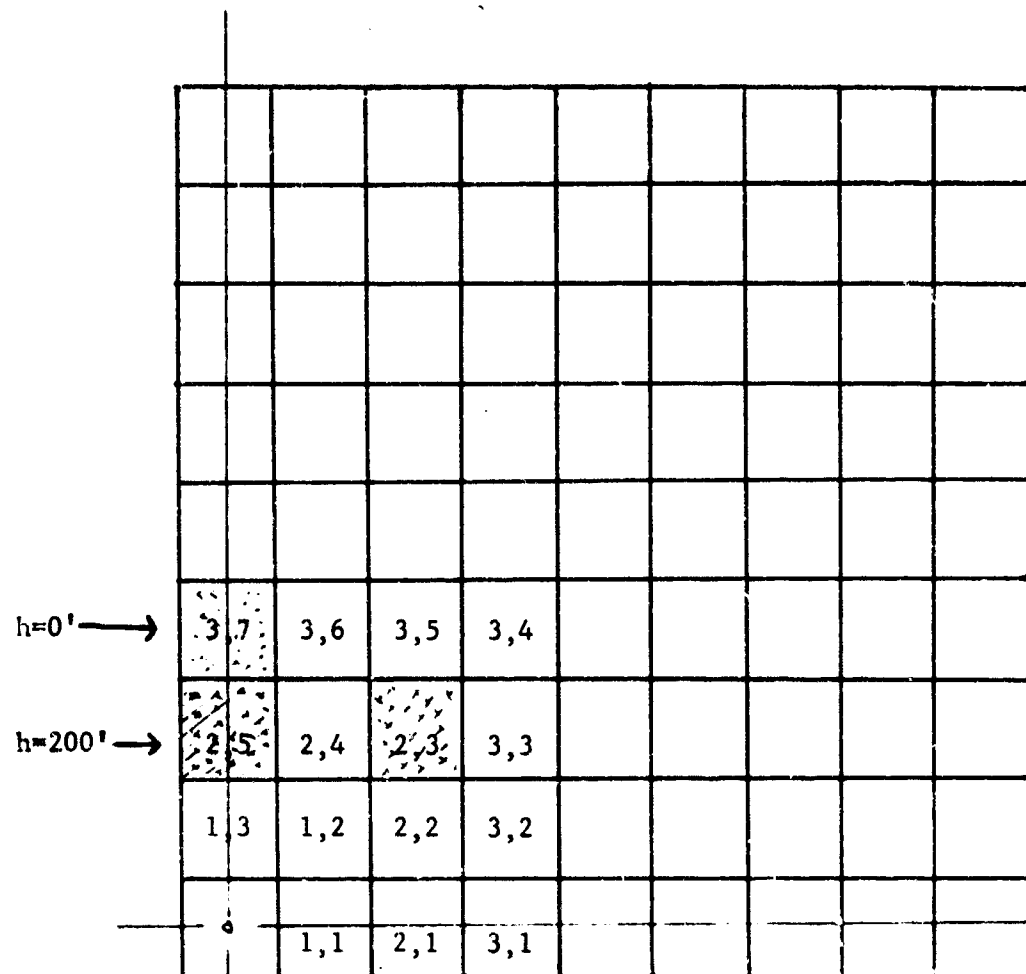 h=0' 3,7 3,6 3,5 3,4
h=200' 2,5 2,4 2,3 3,3
1,3 1,2 2,2 3,2
1,1 2,1 3,1